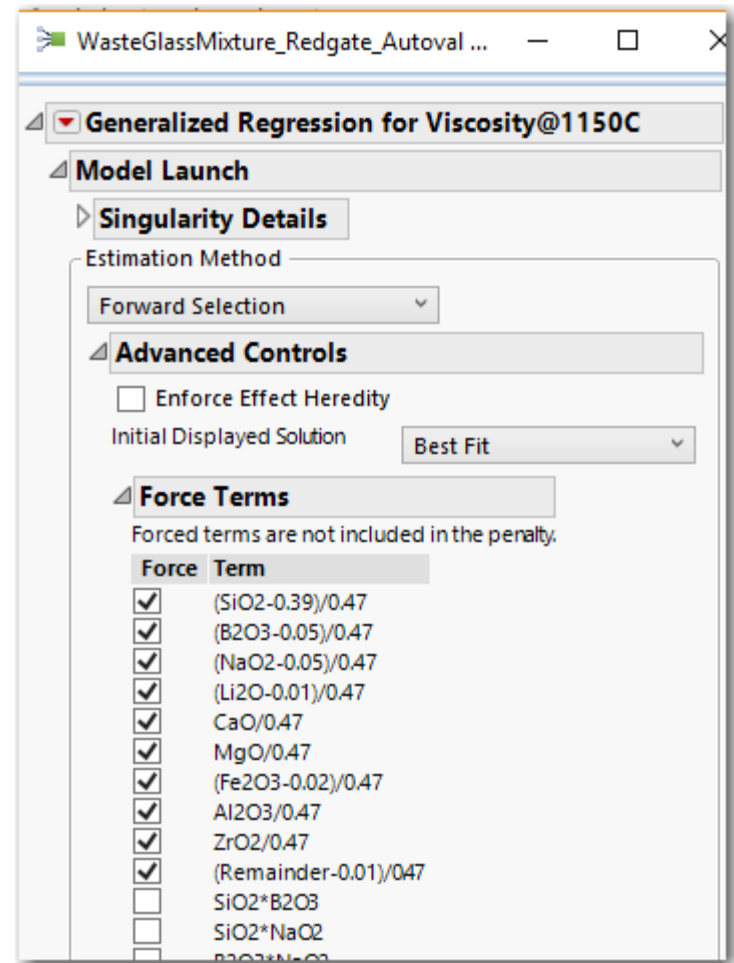 WasteGlassMixture_Redgate_Autoval ...
Generalized Regression for Viscosity@1150C
Model Launch
Singularity Details
Estimation Method
Forward Selection
Advanced Controls
Enforce Effect Heredity
Initial Displayed Solution Best Fit
Force Terms
Forced terms are not included in the penalty.
Force Term
(SiO2-0.39)/0.47
(B2O3-0.05)/0.47
(NaO2-0.05)/0.47
(Li2O-0.01)/0.47
CaO/0.47
MgO/0.47
(Fe2O3-0.02)/0.47
Al2O3/0.47
ZrO2/0.47
(Remainder-0.01)/0.47
SiO2*B2O3
SiO2*NaO2
B2O3*NaO2